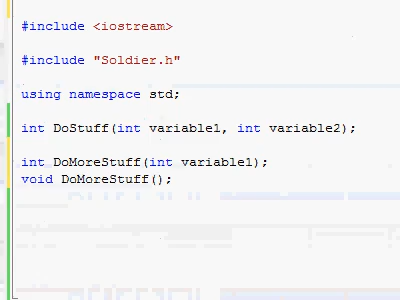 #include <iostream>
#include "Soldier.h"
using namespace std;
int DoStuff(int variable1, int variable2);
int DoMoreStuff(int variable1);
void DoMoreStuff();